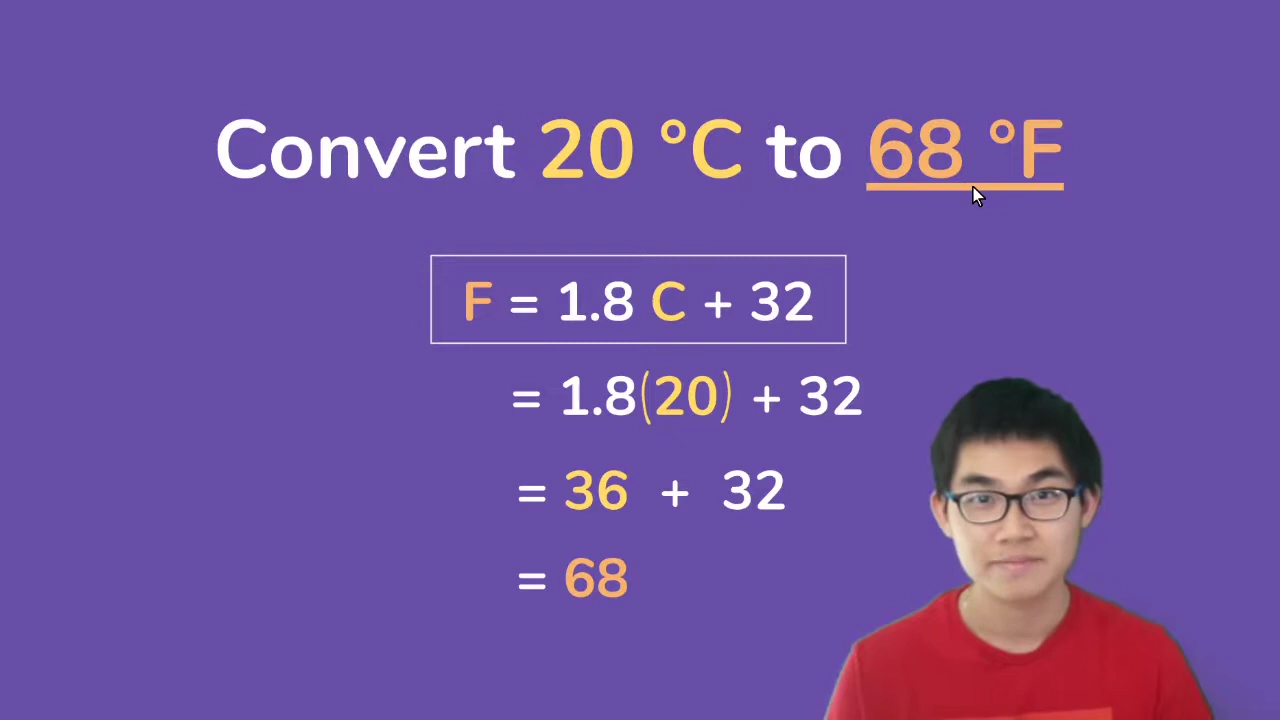 Convert 20 °C to 68 °F
F = 1.8 C + 32
= 1.8(20) + 32
= 36 + 32
= 68